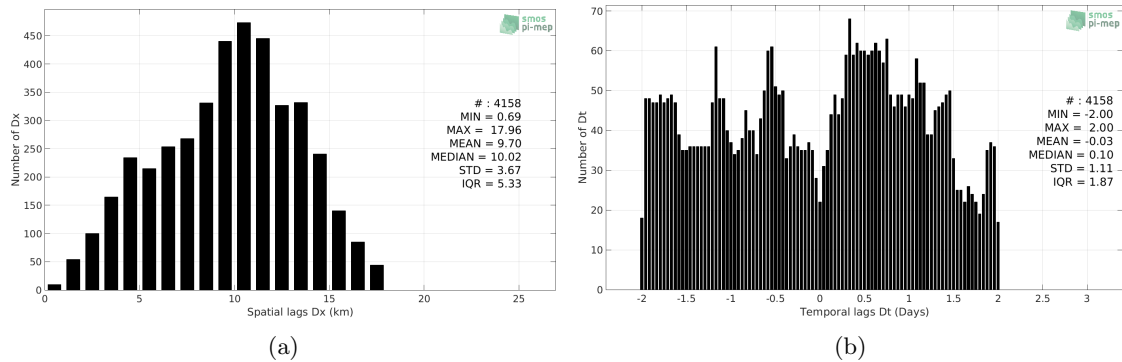 450
400
350
300
250
200
150
100
50
0
Number of Dx
0 5 10 15 20 25
Spatial lags Dx (km)
smos
pi-mep
# : 4158
MIN = 0.69
MAX = 17.96
MEAN = 9.70
MEDIAN = 10.02
STD = 3.67
IQR = 5.33
(a)
70
60
50
40
30
20
10
0
Number of Dt
-2 -1.5 -1 -0.5 0 0.5 1 1.5 2 2.5 3
Temporal lags Dt (Days)
smos
pi-mep
# : 4158
MIN = -2.00
MAX = 2.00
MEAN = -0.03
MEDIAN = 0.10
STD = 1.11
IQR = 1.87
(b)